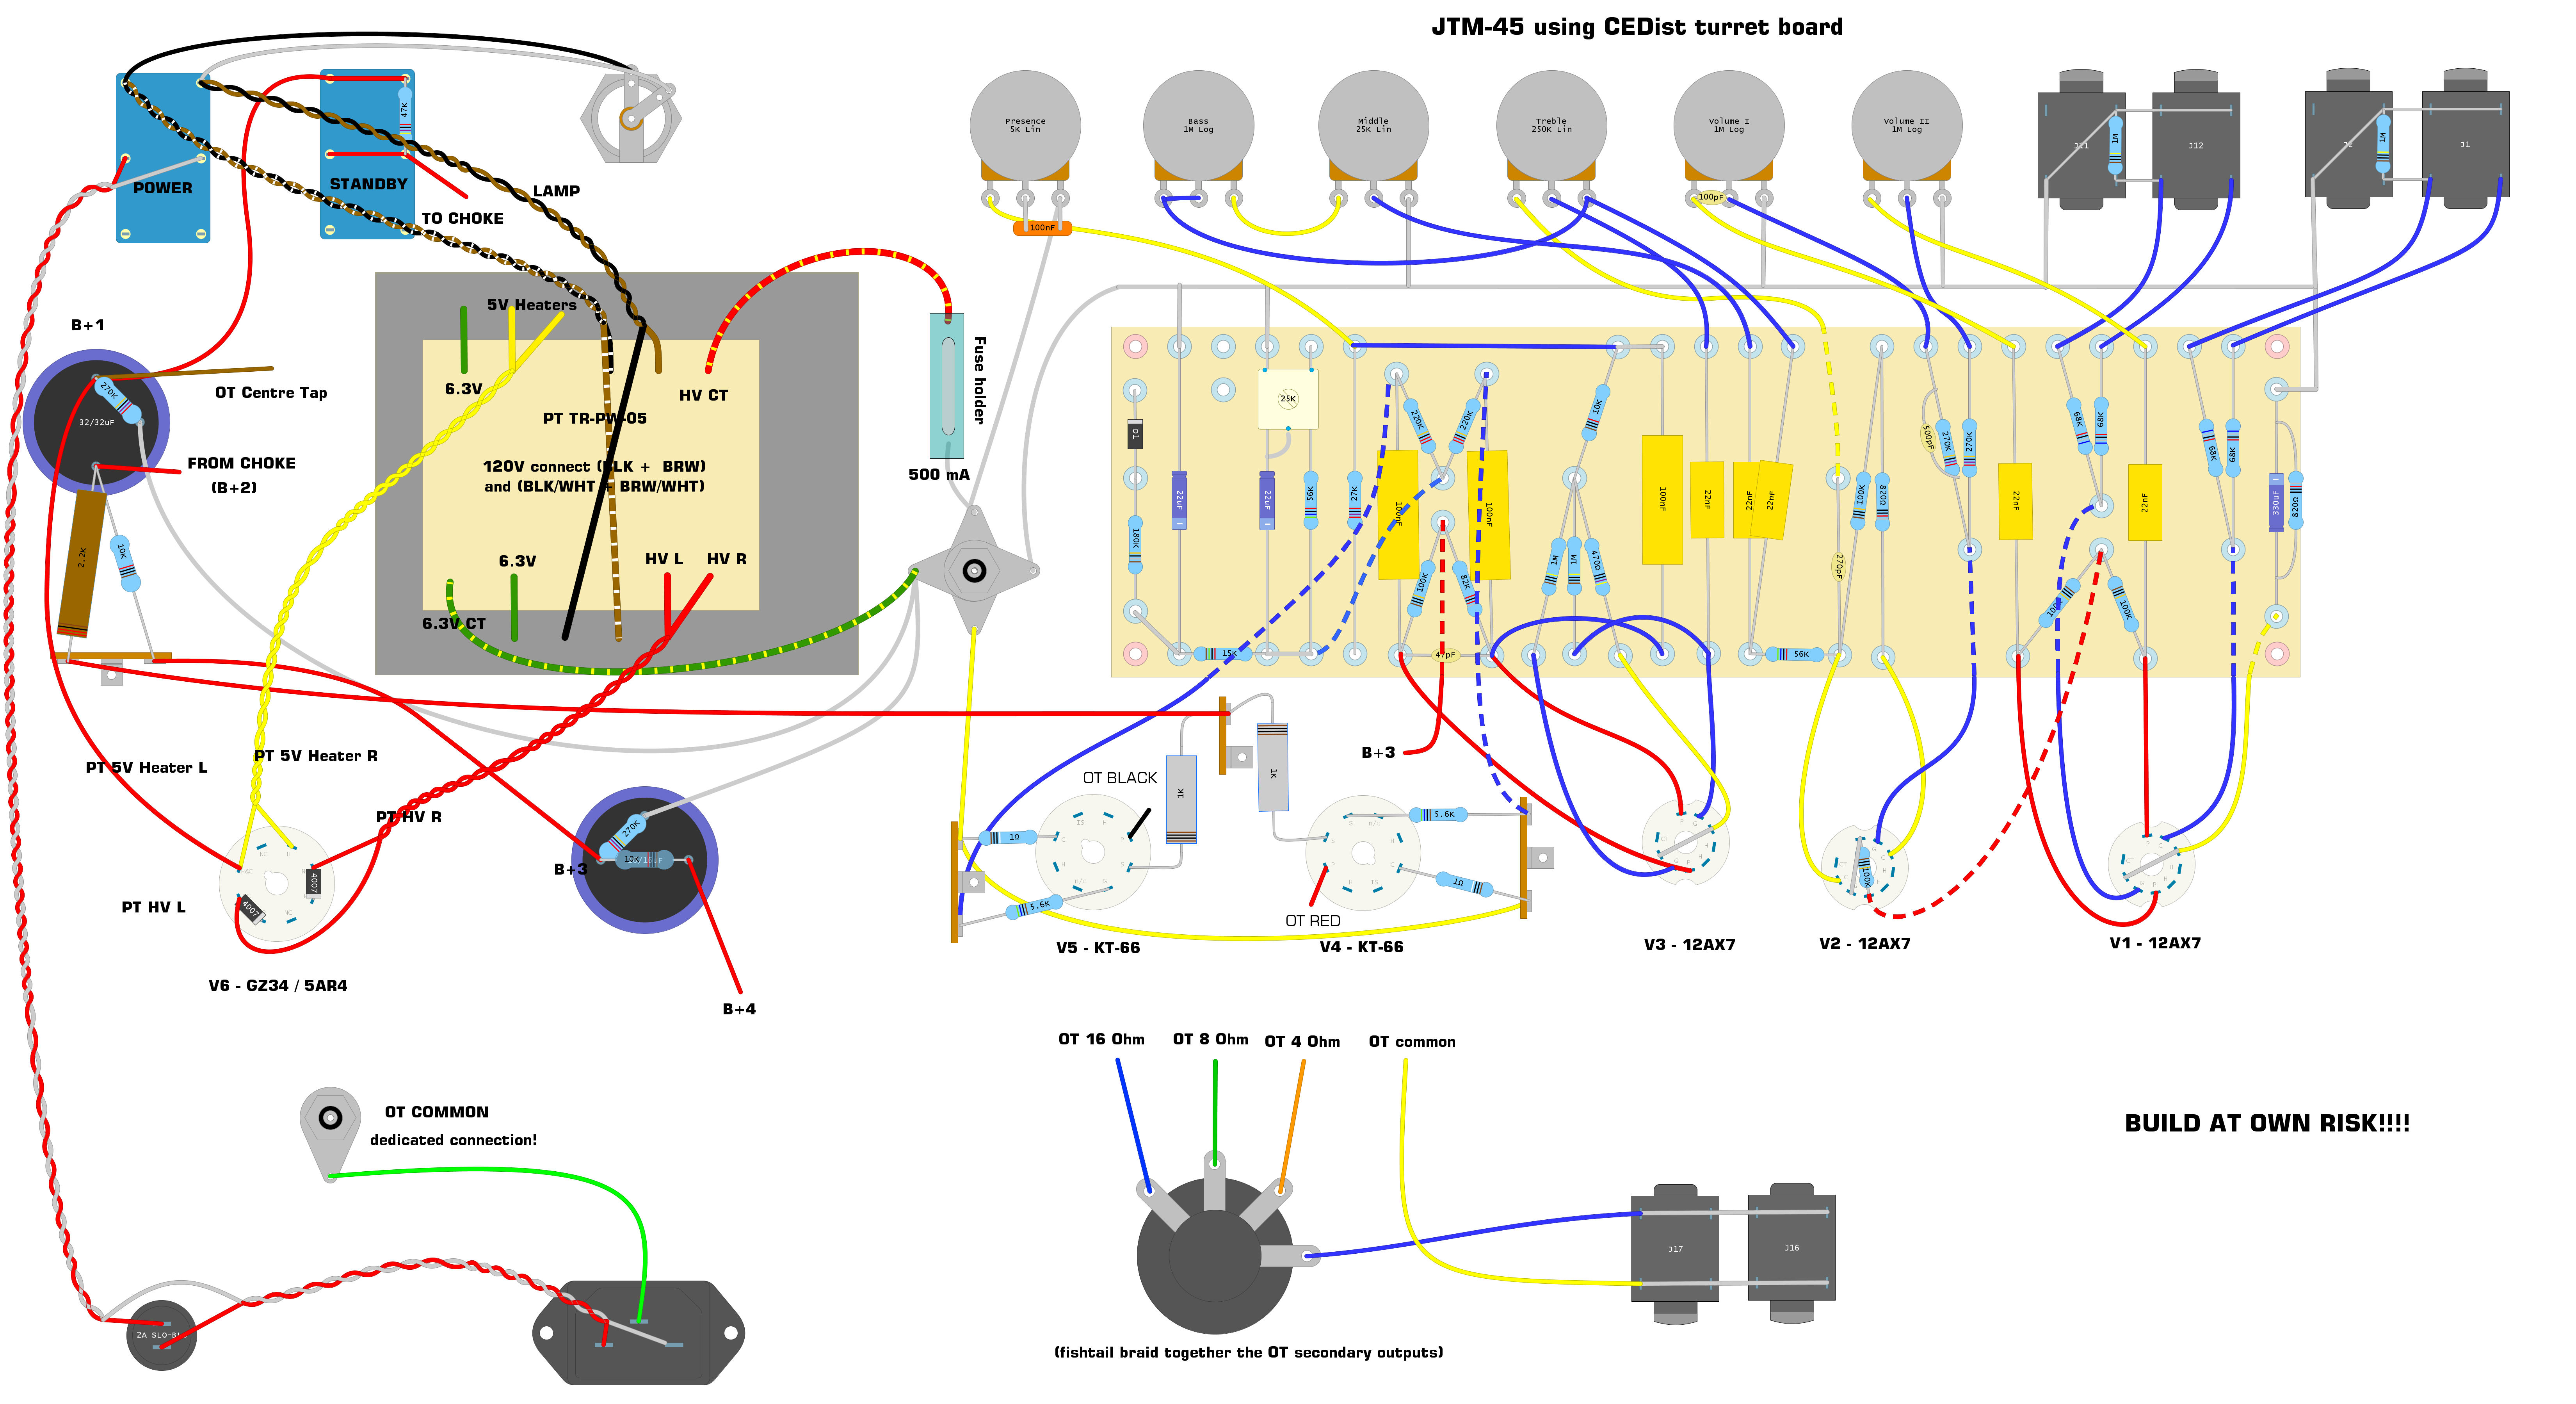 JTM-45 using CEDist turret board
Presence
5K Lin
Bass
1M Log
Middle
25K Lin
Treble
250K Lin
Volume I
1M Log
Volume II
1M Log
J11
J12
J2
J1
1M
1M
47K
POWER
STANDBY
LAMP
TO CHOKE
100nF
100pF
B+1
5V Heaters
6.3V
HV CT
OT Centre Tap
PT TR-PW-05
Fuse holder
500 mA
270K
32/32uF
FROM CHOKE
(B+2)
120V connect (BLK + BRW)
and (BLK/WHT + BRW/WHT)
6.3V
HV L
HV R
6.3V CT
2.2K
10K
D1
180K
22uF
25K
22uF
56K
27K
15K
220K
220K
100nF
100nF
100K
82K
47pF
10K
1M
1M
470Ω
100nF
22nF
22nF
22nF
56K
100K
820Ω
270pF
500pF
270K
270K
22nF
68K
68K
100K
100K
22nF
68K
68K
330uF
820Ω
PT 5V Heater L
PT 5V Heater R
PT HV R
PT HV L
4007
4007
V6 - GZ34 / 5AR4
B+3
270K
10K
B+4
B+3
OT BLACK
1K
1K
1Ω
5.6K
5.6K
1Ω
OT RED
V5 - KT-66
V4 - KT-66
V3 - 12AX7
100K
V2 - 12AX7
V1 - 12AX7
OT 16 Ohm
OT 8 Ohm
OT 4 Ohm
OT common
OT COMMON
dedicated connection!
BUILD AT OWN RISK!!!!
J17
J16
2A SLO-BL
(fishtail braid together the OT secondary outputs)